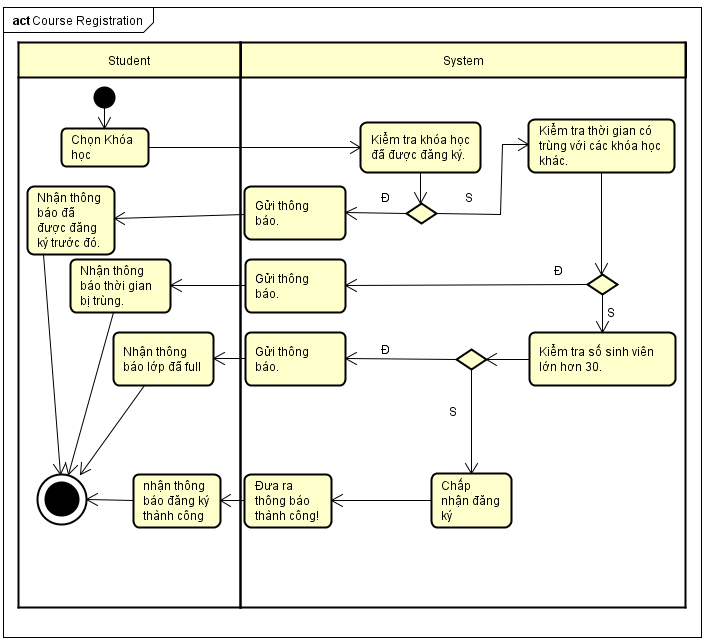 act Course Registration
Student
System
Chọn Khóa
học
Kiểm tra khóa học
đã được đăng ký.
Kiểm tra thời gian có
trùng với các khóa học
khác.
Nhận thông
báo đã
được đăng
ký trước đó.
Gửi thông
báo.
Đ
S
Nhận thông
báo thời gian
bị trùng.
Gửi thông
báo.
Đ
S
Nhận thông
báo lớp đã full
Gửi thông
báo.
Đ
Kiểm tra số sinh viên
lớn hơn 30.
S
nhận thông
báo đăng ký
thành công
Đưa ra
thông báo
thành công!
Chấp
nhận đăng
ký